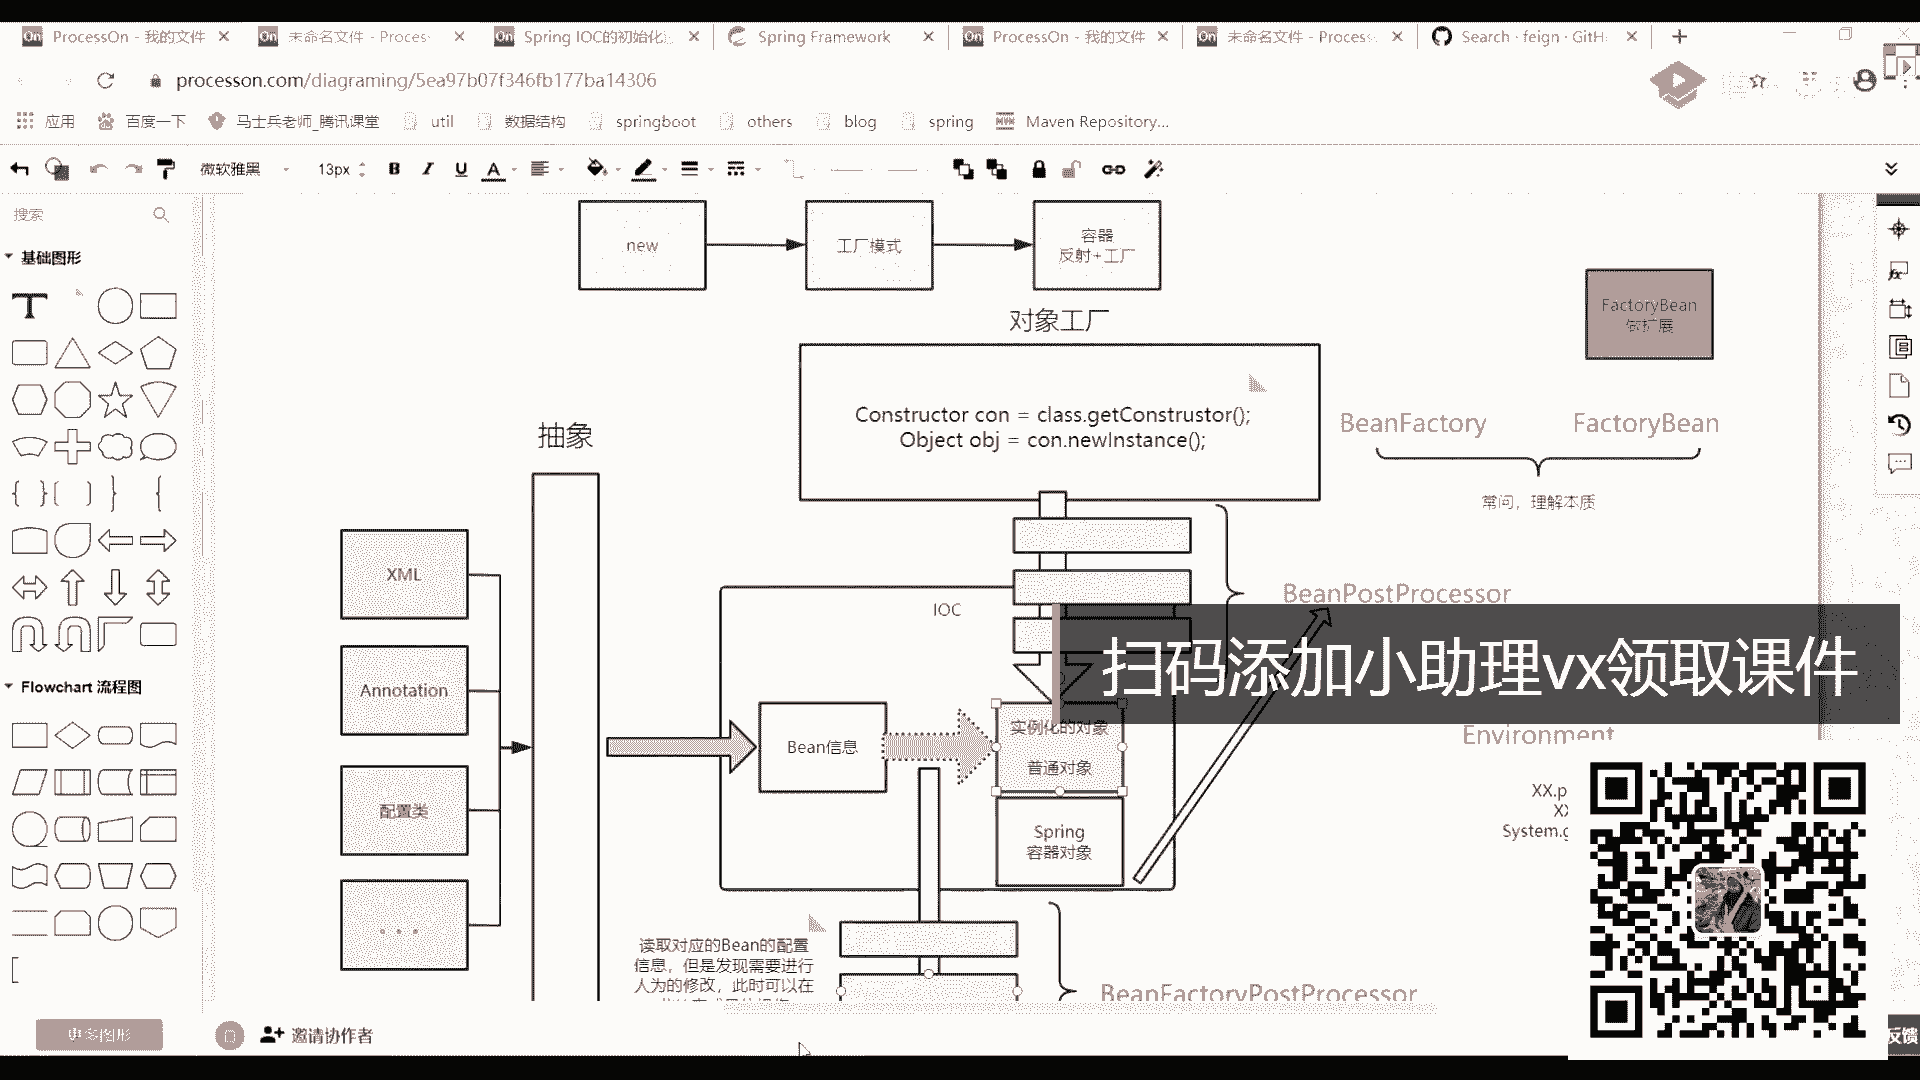 ProcessOn - 我的文件
未命名文件 - Proces
Spring IOC的初始化
Spring Framework
ProcessOn - 我的文件
未命名文件 - Proces
Search · feign · GitH
processon.com/diagraming/5ea97b07f346fb177ba14306
应用
百度一下
马士兵老师_腾讯课堂
util
数据结构
springboot
others
blog
spring
Maven Repository...
微软雅黑
13px
搜索
基础图形
Flowchart 流程图
更多图形
邀请协作者
new
工厂模式
容器
反射+工厂
对象工厂
FactoryBean
做扩展
Constructor con = class.getConstrustor();
Object obj = con.newInstance();
BeanFactory
FactoryBean
常问，理解本质
抽象
XML
Annotation
配置类
. . .
IOC
BeanPostProcessor
扫码添加小助理vx领取课件
Bean信息
实例化的对象
普通对象
Spring
容器对象
Environment
XX.p
XX
System.g
读取对应的Bean的配置
信息，但是发现需要进行
人为的修改，此时可以在
BeanFactoryPostProcessor
反馈